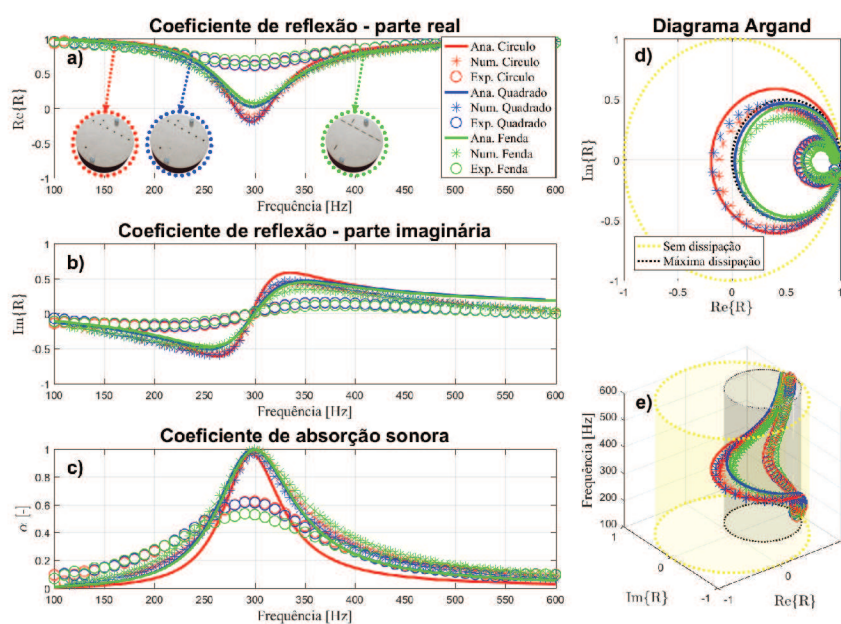 Coeficiente de reflexão - parte real
a)
Re{R}
1
0.5
0
-0.5
-1
100 150 200 250 300 350 400 450 500 550 600
Frequência [Hz]
Ana. Círculo
Num. Círculo
Exp. Círculo
Ana. Quadrado
Num. Quadrado
Exp. Quadrado
Ana. Fenda
Num. Fenda
Exp. Fenda
Coeficiente de reflexão - parte imaginária
b)
Im{R}
1
0.5
0
-0.5
-1
100 150 200 250 300 350 400 450 500 550 600
Frequência [Hz]
Coeficiente de absorção sonora
c)
α [-]
1
0.8
0.6
0.4
0.2
0
100 150 200 250 300 350 400 450 500 550 600
Frequência [Hz]
Diagrama Argand
d)
Im{R}
1
0.5
0
-0.5
-1
Sem dissipação
Máxima dissipação
-1 -0.5 0 0.5 1
Re{R}
e)
Frequência [Hz]
600
500
400
300
200
100
1 0 -1
Im{R}
-1 0 1
Re{R}